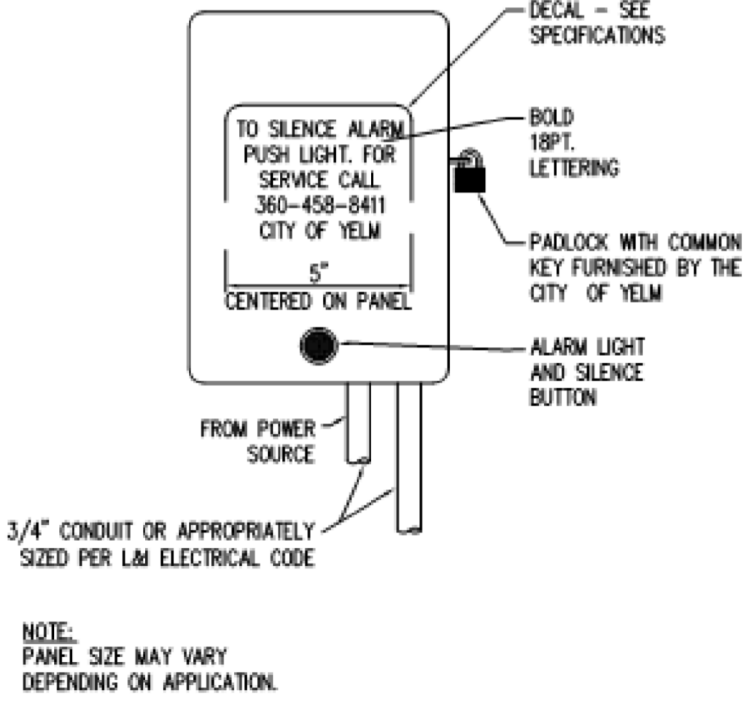 DECAL - SEE
SPECIFICATIONS
TO SILENCE ALARM
PUSH LIGHT. FOR
SERVICE CALL
360-458-8411
CITY OF YELM
BOLD
18PT.
LETTERING
5"
CENTERED ON PANEL
PADLOCK WITH COMMON
KEY FURNISHED BY THE
CITY OF YELM
ALARM LIGHT
AND SILENCE
BUTTON
FROM POWER
SOURCE
3/4" CONDUIT OR APPROPRIATELY
SIZED PER L&I ELECTRICAL CODE
NOTE:
PANEL SIZE MAY VARY
DEPENDING ON APPLICATION.